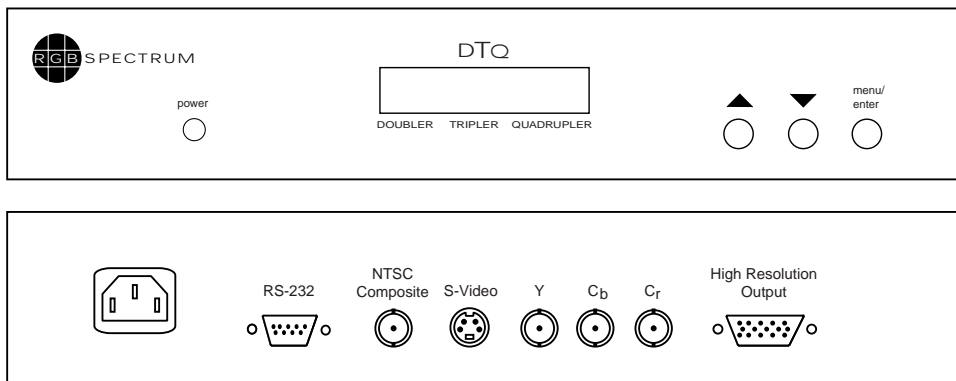 DTQ
RGB SPECTRUM
power
DOUBLER TRIPLER QUADRUPLER
menu/
enter
RS-232
NTSC
Composite
S-Video
Y
Cb
Cr
High Resolution
Output